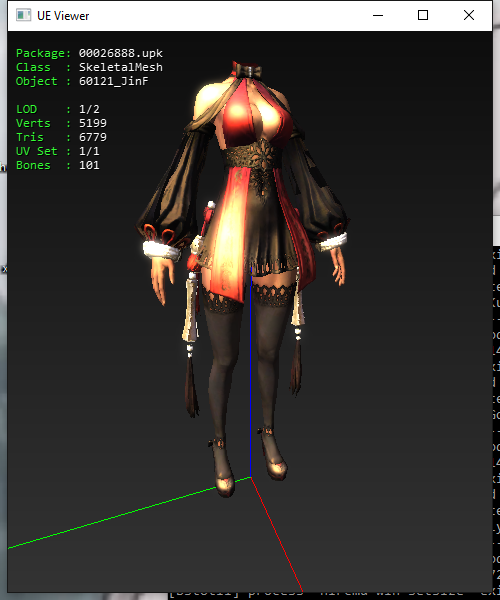 UE Viewer
Package: 00026888.upk
Class  : SkeletalMesh
Object : 60121_JinF
LOD    : 1/2
Verts  : 5199
Tris   : 6779
UV Set : 1/1
Bones  : 101